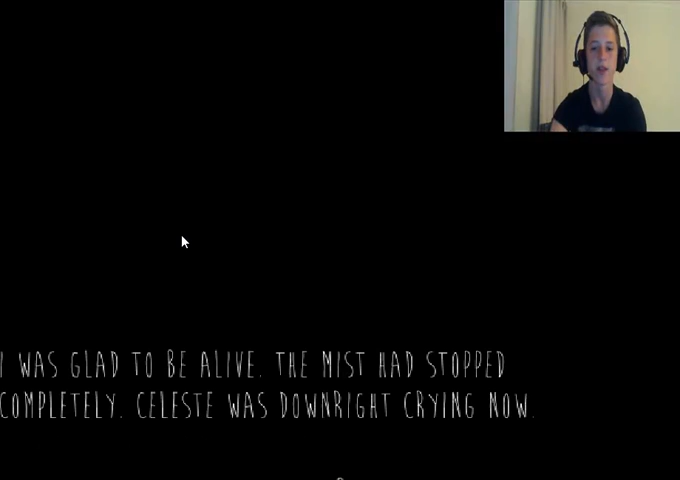 I WAS GLAD TO BE ALIVE. THE MIST HAD STOPPED
COMPLETELY. CELESTE WAS DOWNRIGHT CRYING NOW.